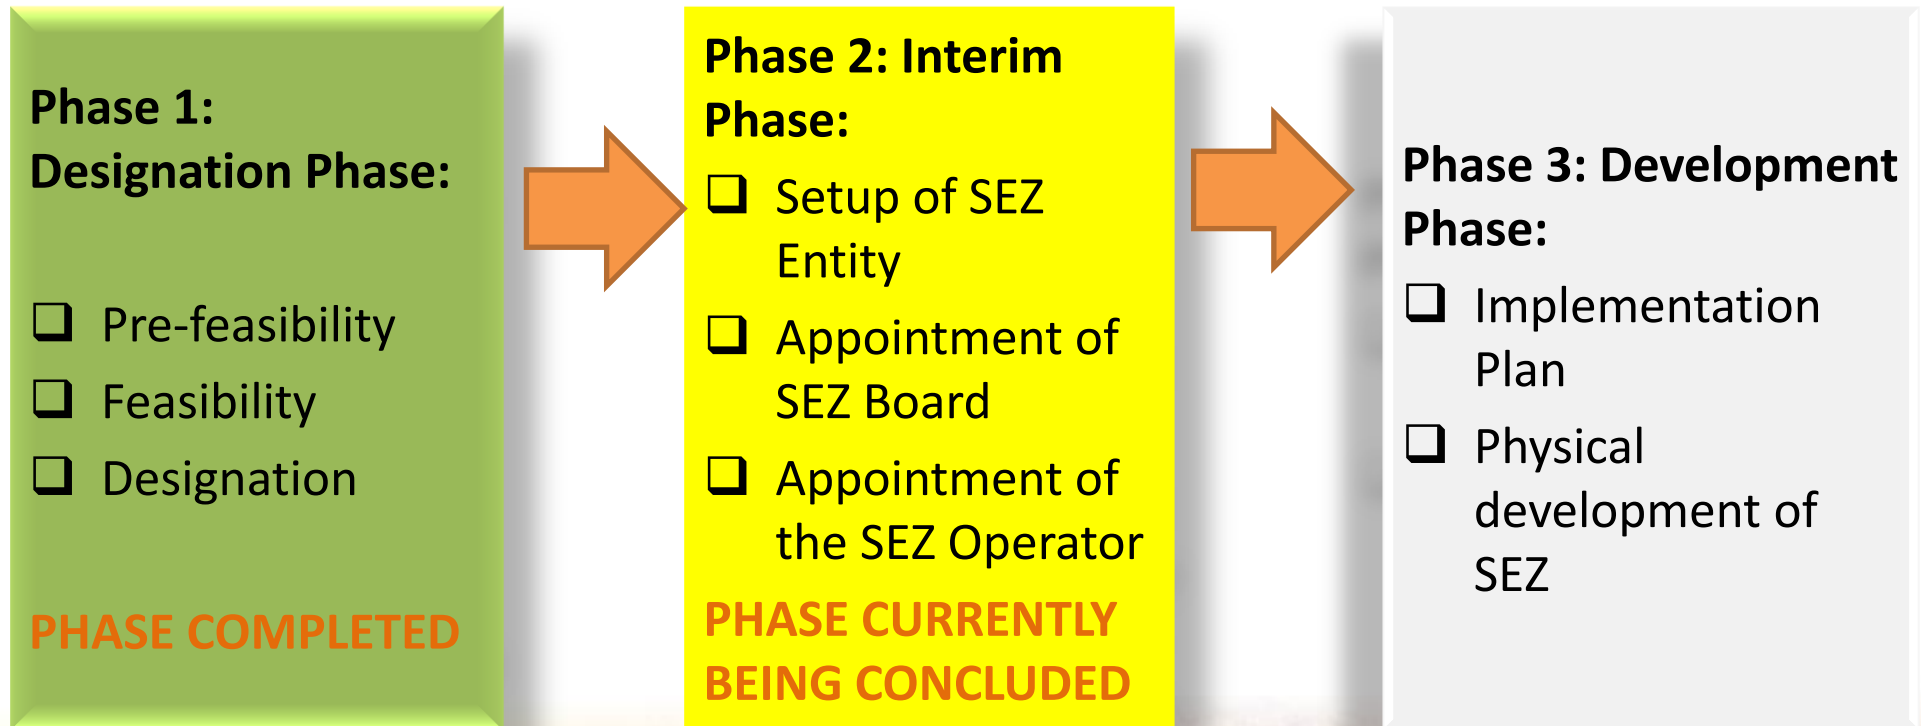 Phase 1:
Designation Phase:
❑ Pre-feasibility
❑ Feasibility
❑ Designation
PHASE COMPLETED
Phase 2: Interim
Phase:
❑ Setup of SEZ
Entity
❑ Appointment of
SEZ Board
❑ Appointment of
the SEZ Operator
PHASE CURRENTLY
BEING CONCLUDED
Phase 3: Development
Phase:
❑ Implementation
Plan
❑ Physical
development of
SEZ